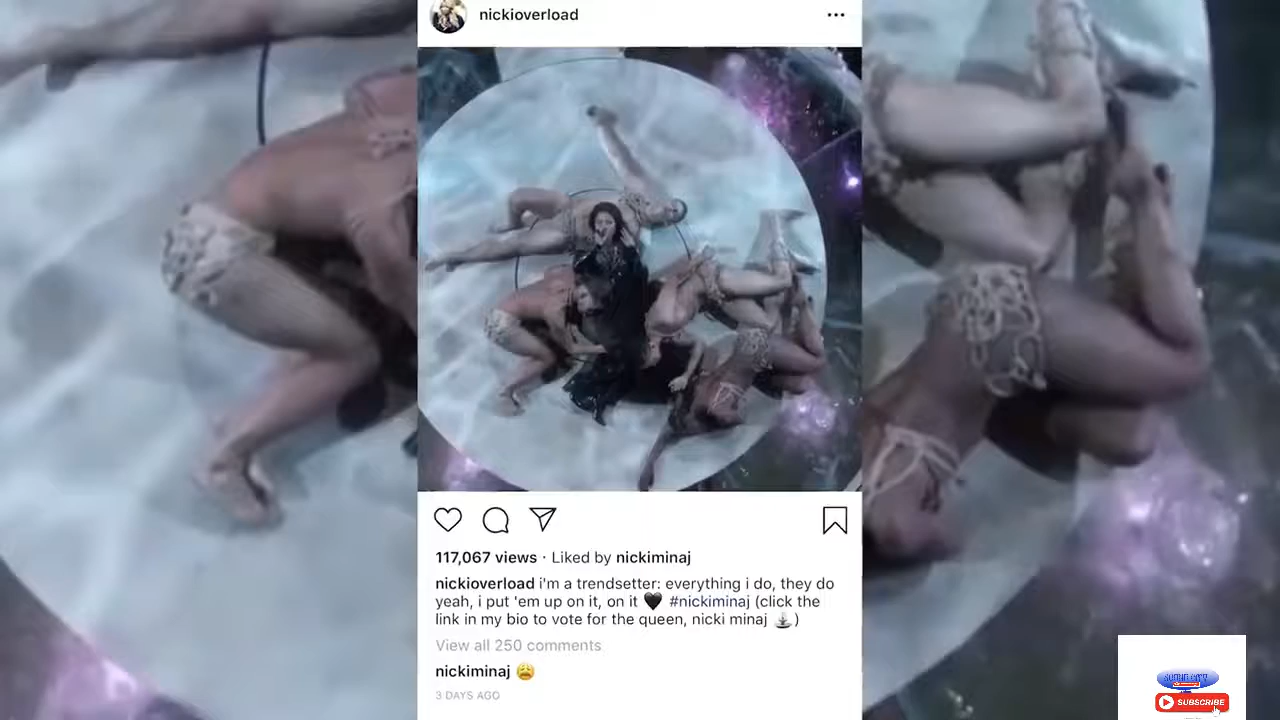 nickioverload
117,067 views · Liked by nickiminaj
nickioverload i'm a trendsetter: everything i do, they do
yeah, i put 'em up on it, on it 🖤 #nickiminaj (click the
link in my bio to vote for the queen, nicki minaj
)
View all 250 comments
nickiminaj 😩
3 DAYS AGO
SUBSCRIBE